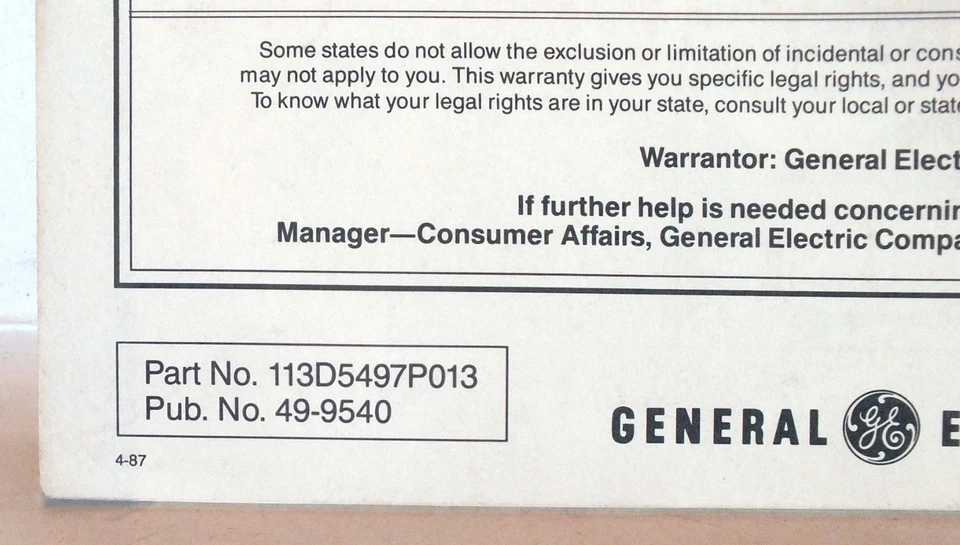 Some states do not allow the exclusion or limitation of incidental or cons
may not apply to you. This warranty gives you specific legal rights, and yo
To know what your legal rights are in your state, consult your local or state
Warrantor: General Elect
If further help is needed concernin
Manager—Consumer Affairs, General Electric Compa
Part No. 113D5497P013
Pub. No. 49-9540
4-87
GENERAL GE E